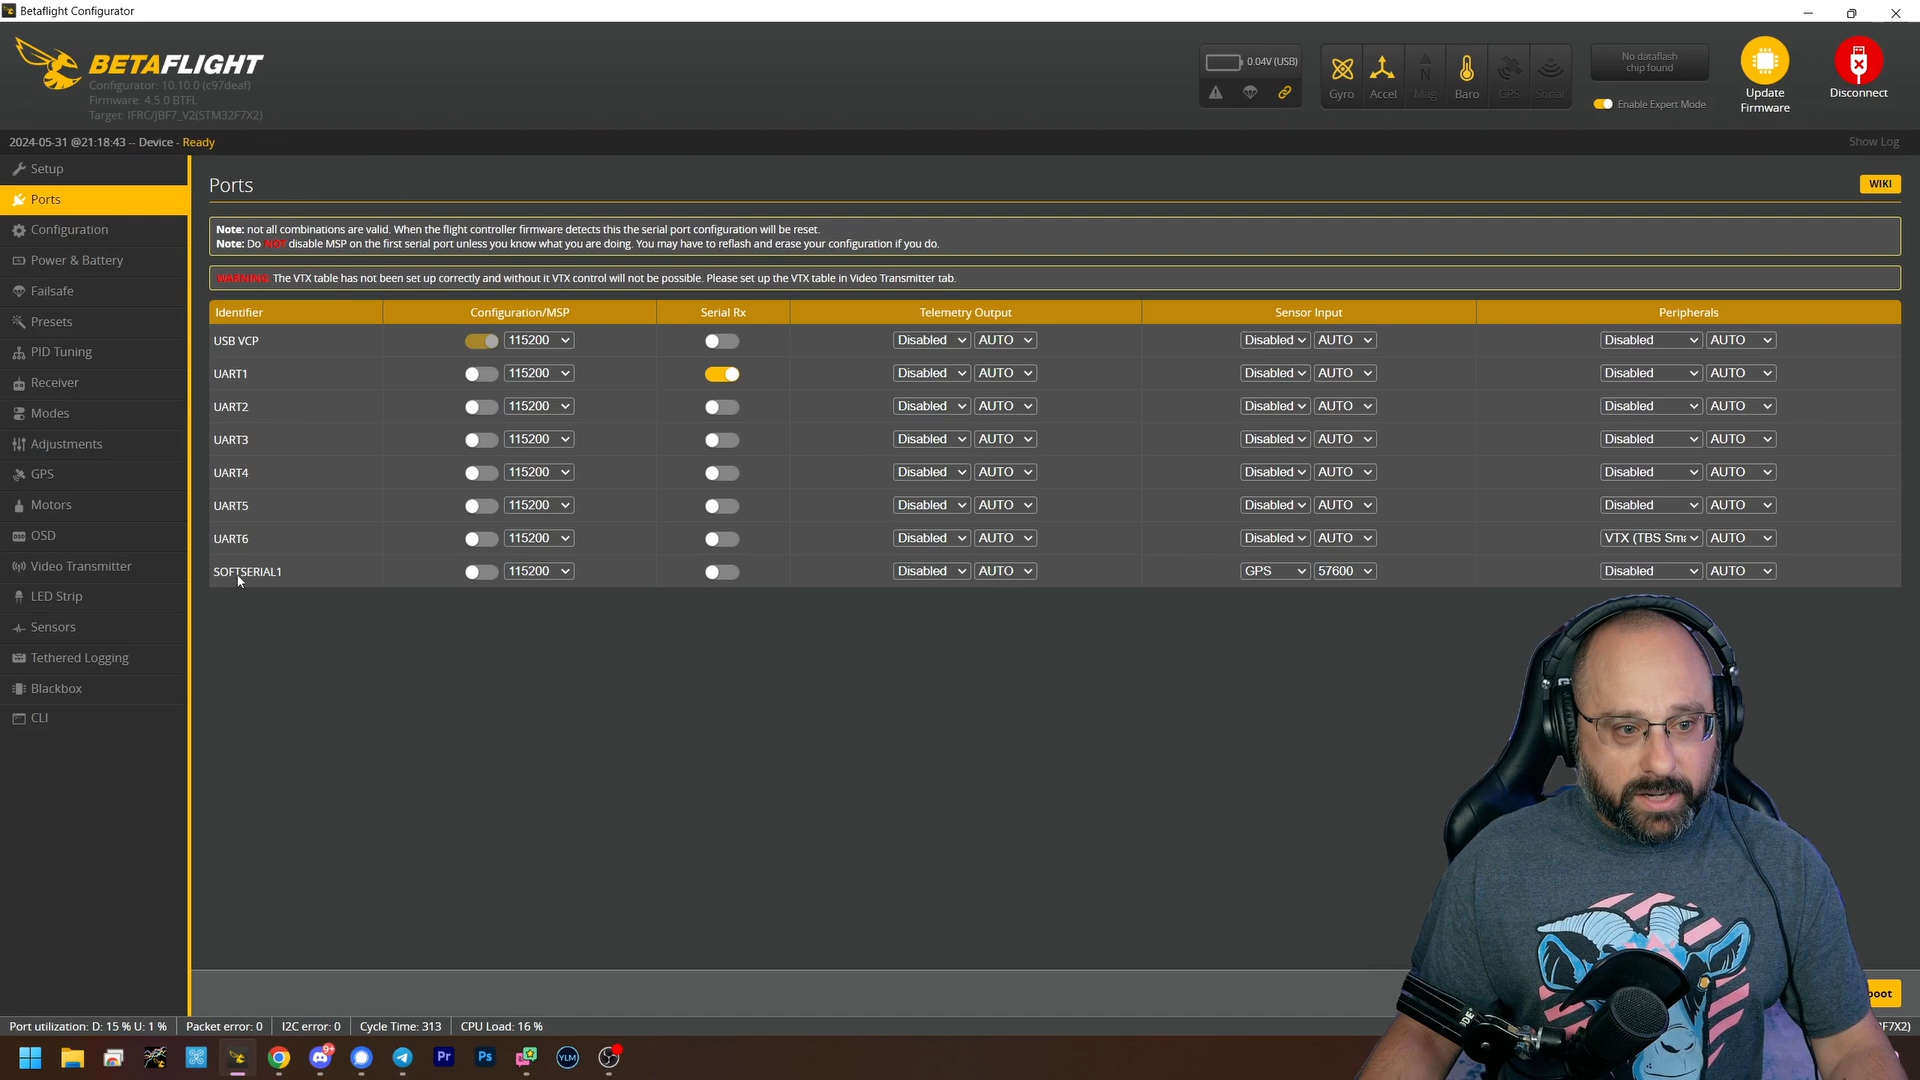 Betaflight Configurator
BETAFLIGHT
Configurator: 10.10.0 (c97deaf)
Firmware: 4.5.0 BTFL
Target: IFRC/JBF7_V2(STM32F7X2)
0.04V (USB)
Gyro Accel Mag Baro GPS Sonar
No dataflash
chip found
Enable Expert Mode
Update
Firmware
Disconnect
2024-05-31 @21:18:43 -- Device - Ready
Show Log
Setup
Ports
Configuration
Power & Battery
Failsafe
Presets
PID Tuning
Receiver
Modes
Adjustments
GPS
Motors
OSD
Video Transmitter
LED Strip
Sensors
Tethered Logging
Blackbox
CLI
Ports
WIKI
Note: not all combinations are valid. When the flight controller firmware detects this the serial port configuration will be reset.
Note: Do NOT disable MSP on the first serial port unless you know what you are doing. You may have to reflash and erase your configuration if you do.
WARNING: The VTX table has not been set up correctly and without it VTX control will not be possible. Please set up the VTX table in Video Transmitter tab.
Identifier Configuration/MSP Serial Rx Telemetry Output Sensor Input Peripherals
USB VCP 115200 Disabled AUTO Disabled AUTO Disabled AUTO
UART1 115200 Disabled AUTO Disabled AUTO Disabled AUTO
UART2 115200 Disabled AUTO Disabled AUTO Disabled AUTO
UART3 115200 Disabled AUTO Disabled AUTO Disabled AUTO
UART4 115200 Disabled AUTO Disabled AUTO Disabled AUTO
UART5 115200 Disabled AUTO Disabled AUTO Disabled AUTO
UART6 115200 Disabled AUTO Disabled AUTO VTX (TBS Sma AUTO
SOFTSERIAL1 115200 Disabled AUTO GPS 57600 Disabled AUTO
boot
Port utilization: D: 15 % U: 1 % Packet error: 0 I2C error: 0 Cycle Time: 313 CPU Load: 16 %
F7X2)
9+
Pr
Ps
YLM